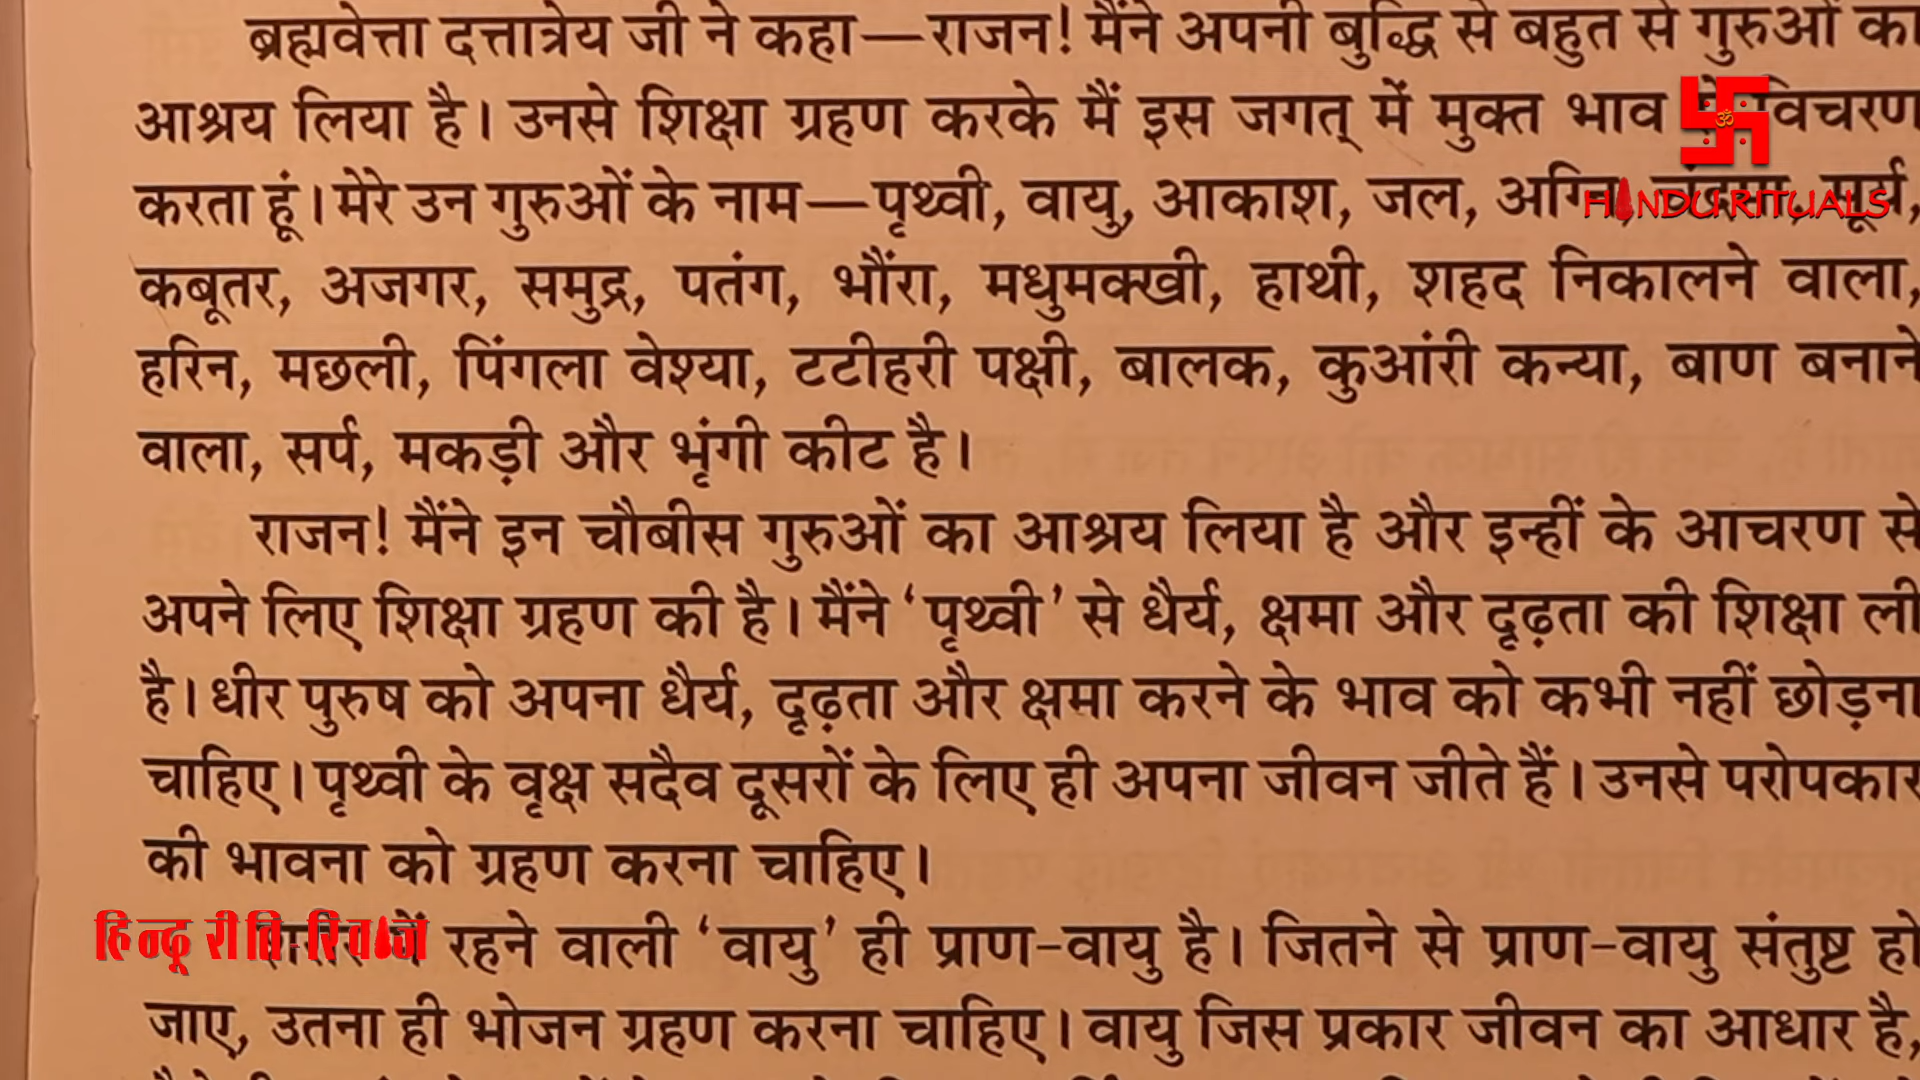 ब्रह्मवेत्ता दत्तात्रेय जी ने कहा—राजन! मैंने अपनी बुद्धि से बहुत से गुरुओं का
आश्रय लिया है। उनसे शिक्षा ग्रहण करके मैं इस जगत् में मुक्त भाव विचरण
करता हूं। मेरे उन गुरुओं के नाम—पृथ्वी, वायु, आकाश, जल, अग्नि, चंद्रमा, सूर्य,
HINDU RITUALS
कबूतर, अजगर, समुद्र, पतंग, भौंरा, मधुमक्खी, हाथी, शहद निकालने वाला,
हरिन, मछली, पिंगला वेश्या, टटीहरी पक्षी, बालक, कुआंरी कन्या, बाण बनाने
वाला, सर्प, मकड़ी और भृंगी कीट है।
राजन! मैंने इन चौबीस गुरुओं का आश्रय लिया है और इन्हीं के आचरण से
अपने लिए शिक्षा ग्रहण की है। मैंने ‘पृथ्वी’ से धैर्य, क्षमा और दृढ़ता की शिक्षा ली
है। धीर पुरुष को अपना धैर्य, दृढ़ता और क्षमा करने के भाव को कभी नहीं छोड़ना
चाहिए। पृथ्वी के वृक्ष सदैव दूसरों के लिए ही अपना जीवन जीते हैं। उनसे परोपकार
की भावना को ग्रहण करना चाहिए।
हिन्दू रीति-रिवाज
शरीर में रहने वाली ‘वायु’ ही प्राण-वायु है। जितने से प्राण-वायु संतुष्ट हो
जाए, उतना ही भोजन ग्रहण करना चाहिए। वायु जिस प्रकार जीवन का आधार है,